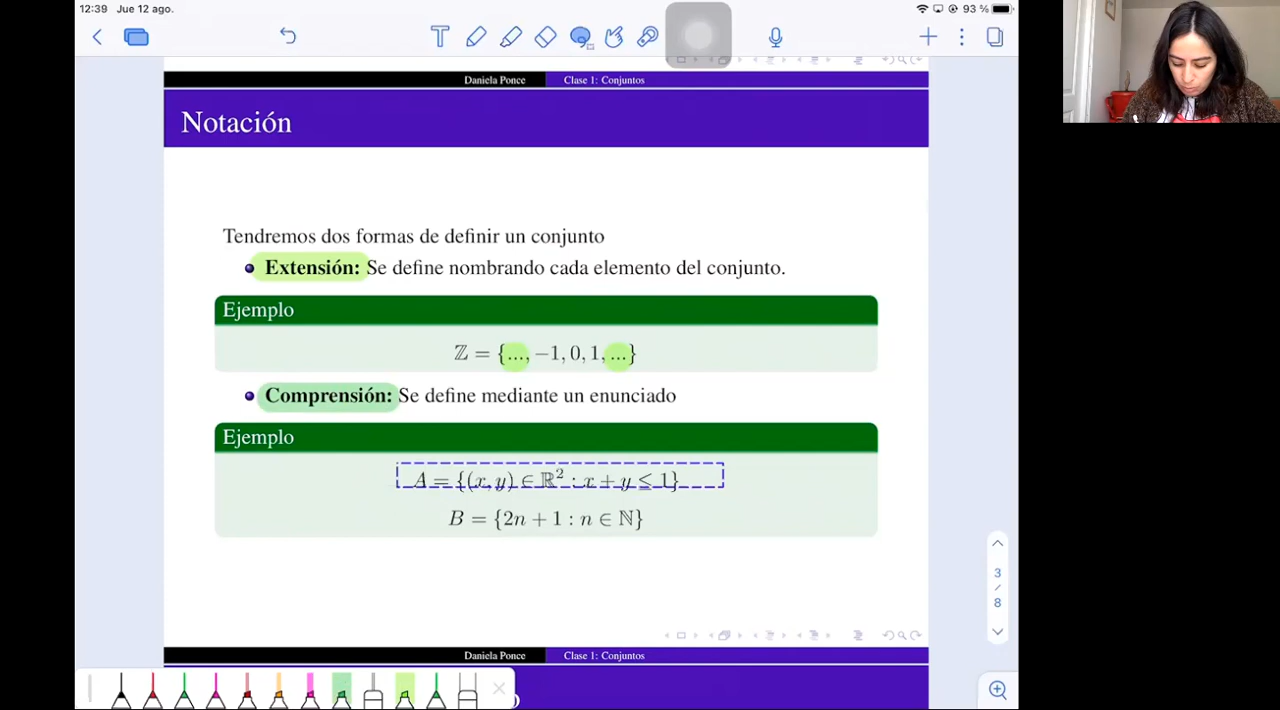 12:39 Jue 12 ago.
93 %
T
Daniela Ponce Clase 1: Conjuntos
Notación
Tendremos dos formas de definir un conjunto
Extensión: Se define nombrando cada elemento del conjunto.
Ejemplo
ℤ = {..., −1, 0, 1, ...}
Comprensión: Se define mediante un enunciado
Ejemplo
A = {(x, y) ∈ ℝ² : x + y ≤ 1}
B = {2n + 1 : n ∈ ℕ}
3
/
8
Daniela Ponce Clase 1: Conjuntos